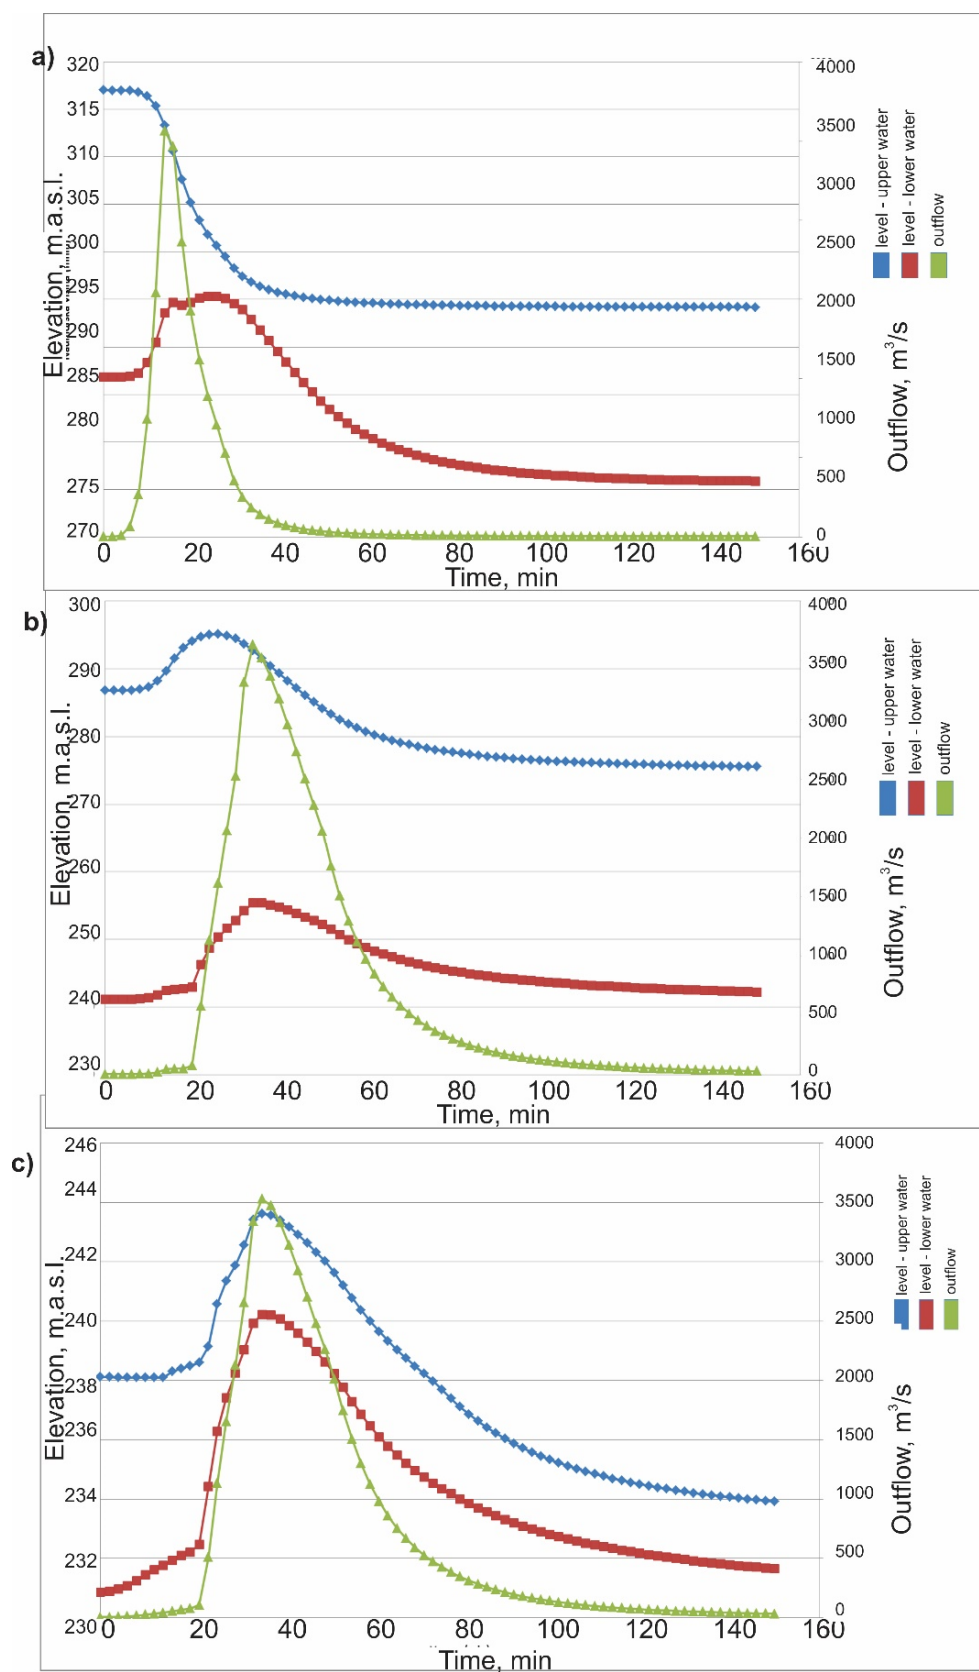 a)
Elevation, m.a.s.l.
320
315
310
305
300
295
290
285
280
275
270
4000
3500
3000
2500
2000
1500
1000
500
0
0 20 40 60 80 100 120 140 160
Time, min
Outflow, m³/s
level - upper water
level - lower water
outflow
b)
Elevation, m.a.s.l.
300
290
280
270
260
250
240
230
4000
3500
3000
2500
2000
1500
1000
500
0
0 20 40 60 80 100 120 140 160
Time, min
Outflow, m³/s
level - upper water
level - lower water
outflow
c)
Elevation, m.a.s.l.
246
244
242
240
238
236
234
232
230
4000
3500
3000
2500
2000
1500
1000
500
0
0 20 40 60 80 100 120 140 160
Time, min
Outflow, m³/s
level - upper water
level - lower water
outflow